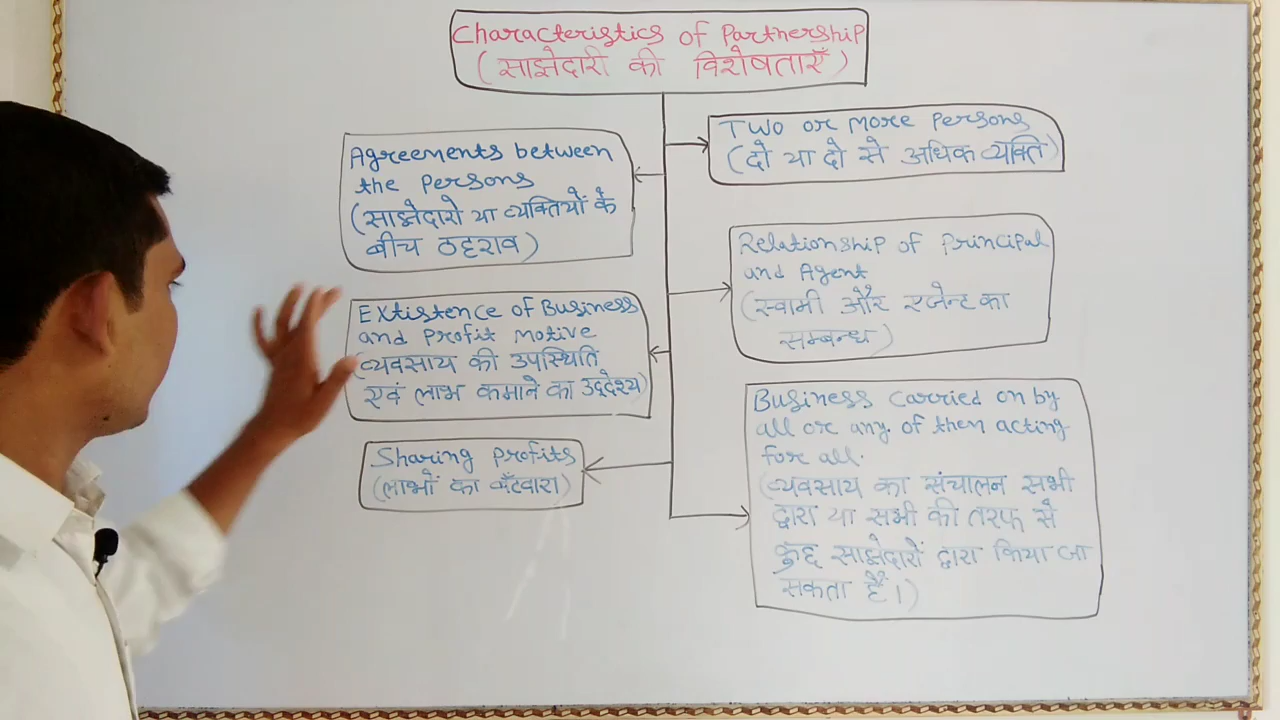 Characteristics of Partnership
(साझेदारी की विशेषताएँ)
Two or More Persons
(दो या दो से अधिक व्यक्ति)
Agreements between
the Persons
(साझेदारो या व्यक्तियों के
बीच ठहराव)
Relationship of Principal
and Agent
(स्वामी और एजेन्ट का
सम्बन्ध)
Extistence of Business
and Profit Motive
(व्यवसाय की उपस्थिति
एवं लाभ कमाने का उद्देश्य)
Business carried on by
all or any. of them acting
for all.
(व्यवसाय का संचालन सभी
द्वारा या सभी की तरफ से
कुछ साझेदारों द्वारा किया जा
सकता हैं।)
Sharing Profits
(लाभों का बँटवारा)